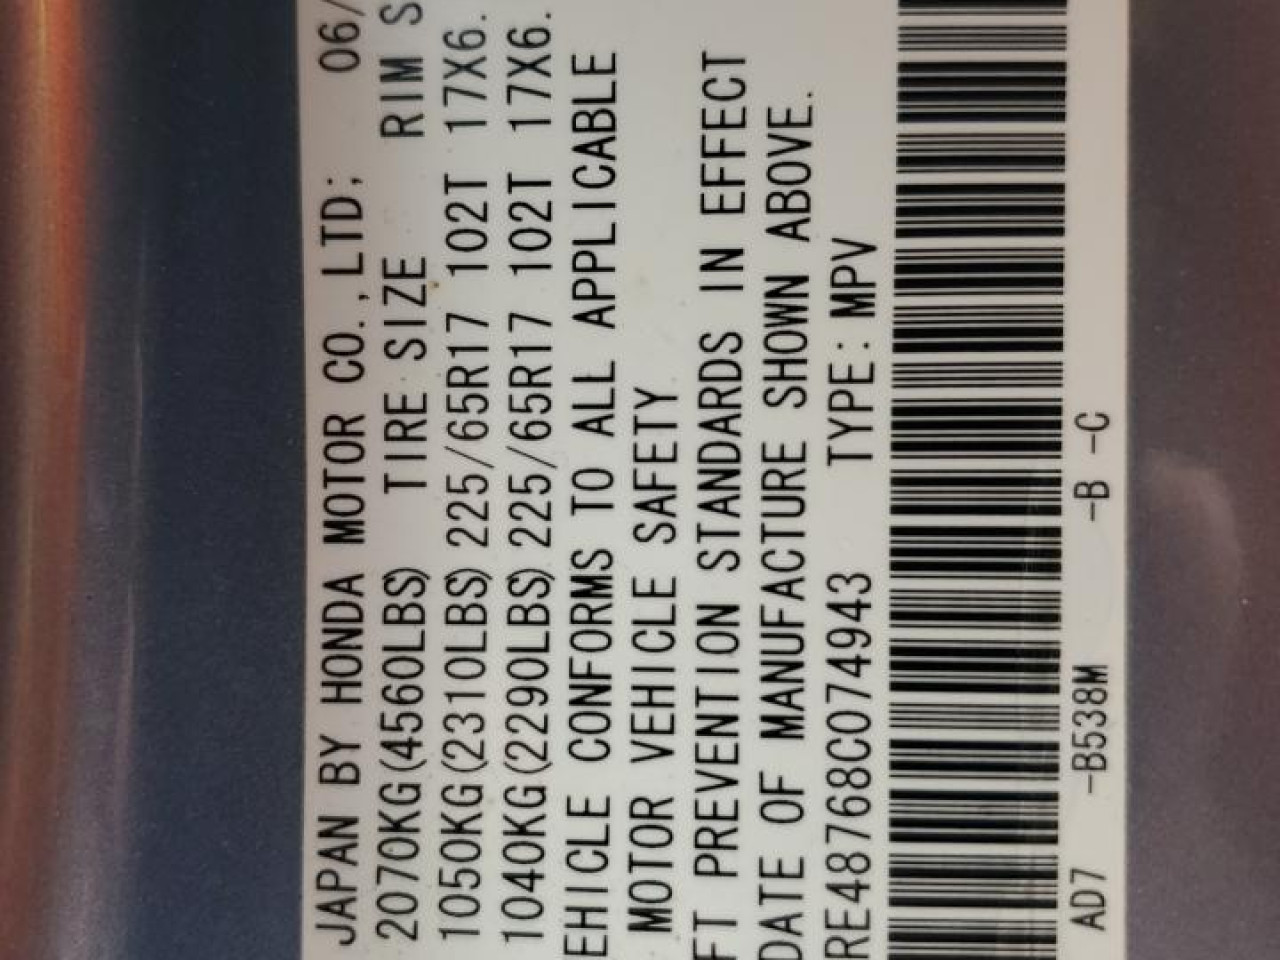 JAPAN BY HONDA MOTOR CO.,LTD; 06/
2070KG(4560LBS) TIRE SIZE RIM S
1050KG(2310LBS) 225/65R17 102T 17X6.
1040KG(2290LBS) 225/65R17 102T 17X6.
EHICLE CONFORMS TO ALL APPLICABLE
MOTOR VEHICLE SAFETY
FT PREVENTION STANDARDS IN EFFECT
DATE OF MANUFACTURE SHOWN ABOVE.
RE48768C074943 TYPE: MPV
AD7 -B538M -B -C